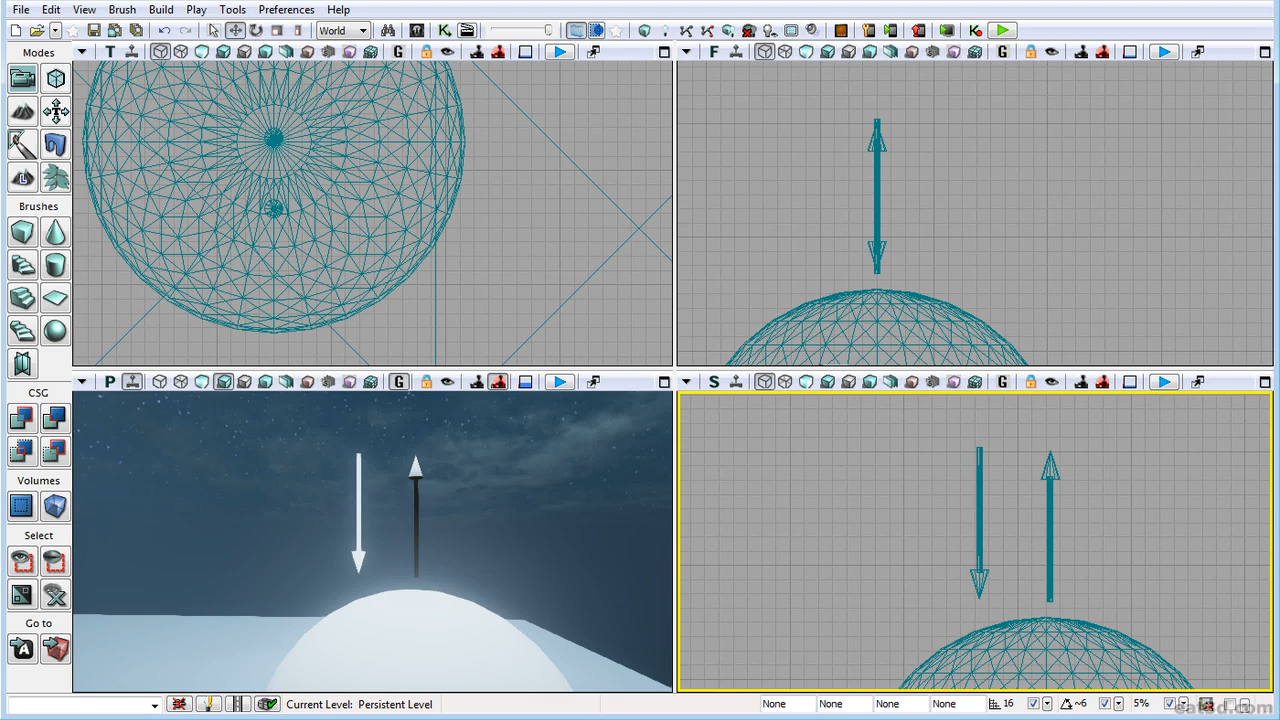 File Edit View Brush Build Play Tools Preferences Help
World
Modes
T G
F G
L
Brushes
CSG
P G
S G
Volumes
Select
Go to
A
Current Level: Persistent Level
None None None None 16 ~6 5%